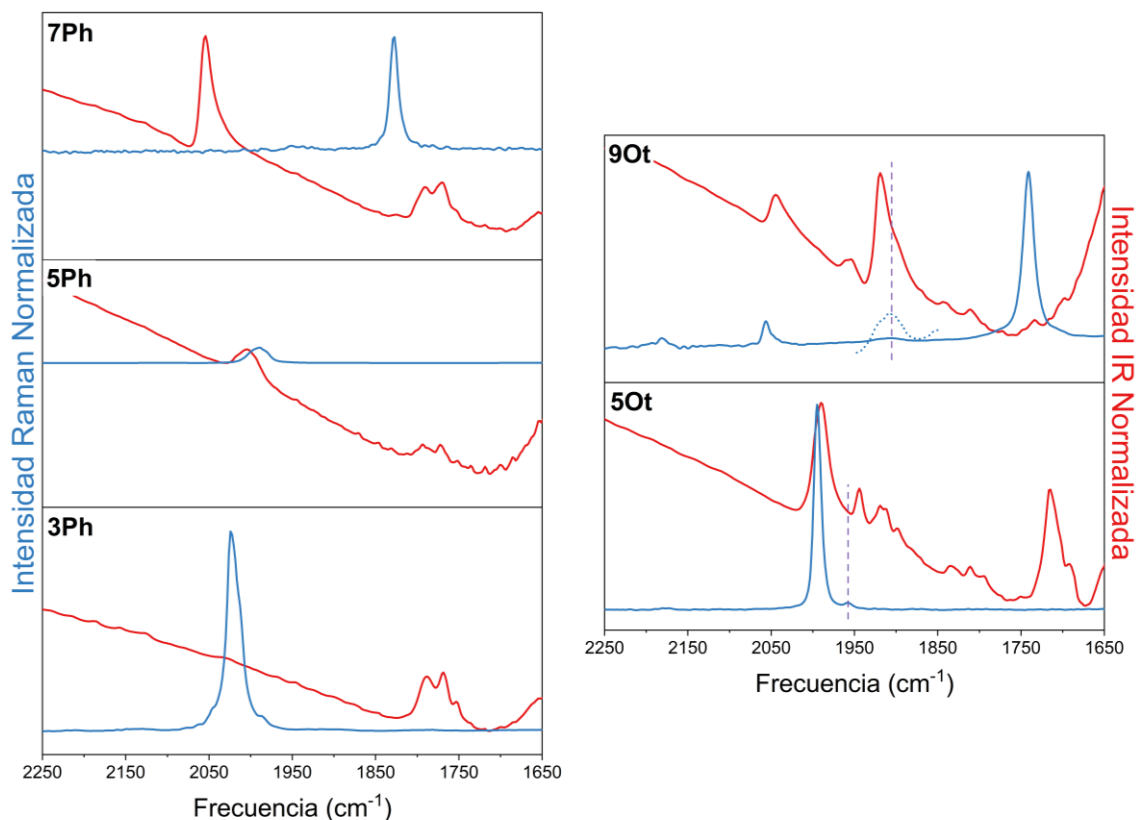 Intensidad Raman Normalizada
7Ph
5Ph
3Ph
2250 2150 2050 1950 1850 1750 1650
Frecuencia (cm⁻¹)
9Ot
5Ot
2250 2150 2050 1950 1850 1750 1650
Frecuencia (cm⁻¹)
Intensidad IR Normalizada